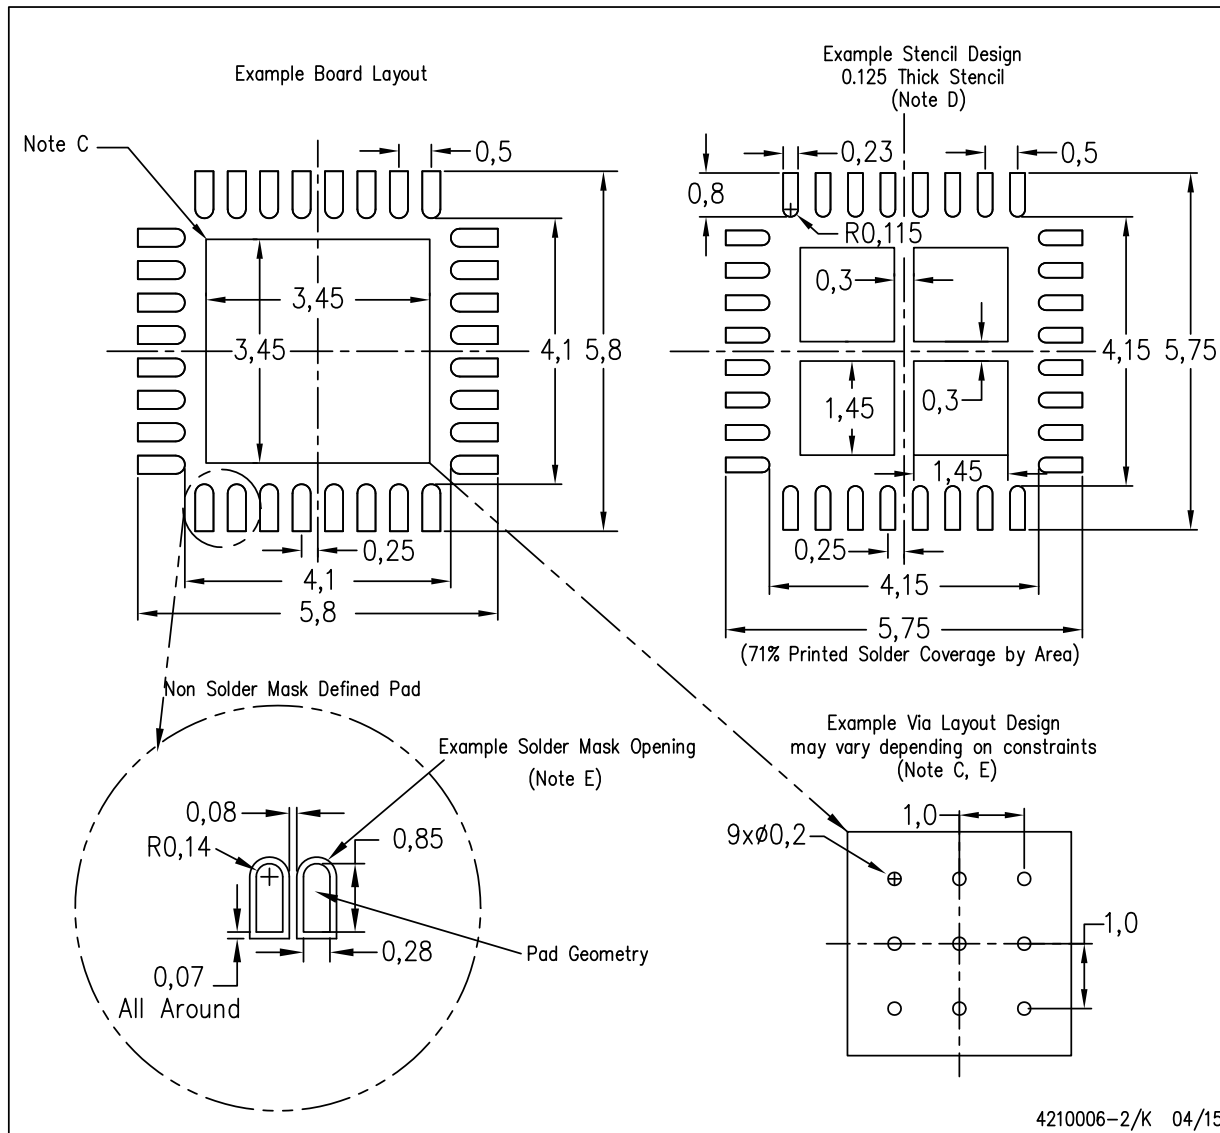 Example Board Layout
Note C
0,5
3,45
3,45
4,1
5,8
0,25
4,1
5,8
Example Stencil Design
0.125 Thick Stencil
(Note D)
0,23
0,5
0,8
R0,115
0,3
4,15
5,75
1,45
0,3
1,45
0,25
4,15
5,75
(71% Printed Solder Coverage by Area)
Non Solder Mask Defined Pad
Example Solder Mask Opening
(Note E)
0,08
R0,14
0,85
0,28
Pad Geometry
0,07
All Around
Example Via Layout Design
may vary depending on constraints
(Note C, E)
1,0
9xø0,2
1,0
4210006-2/K 04/15